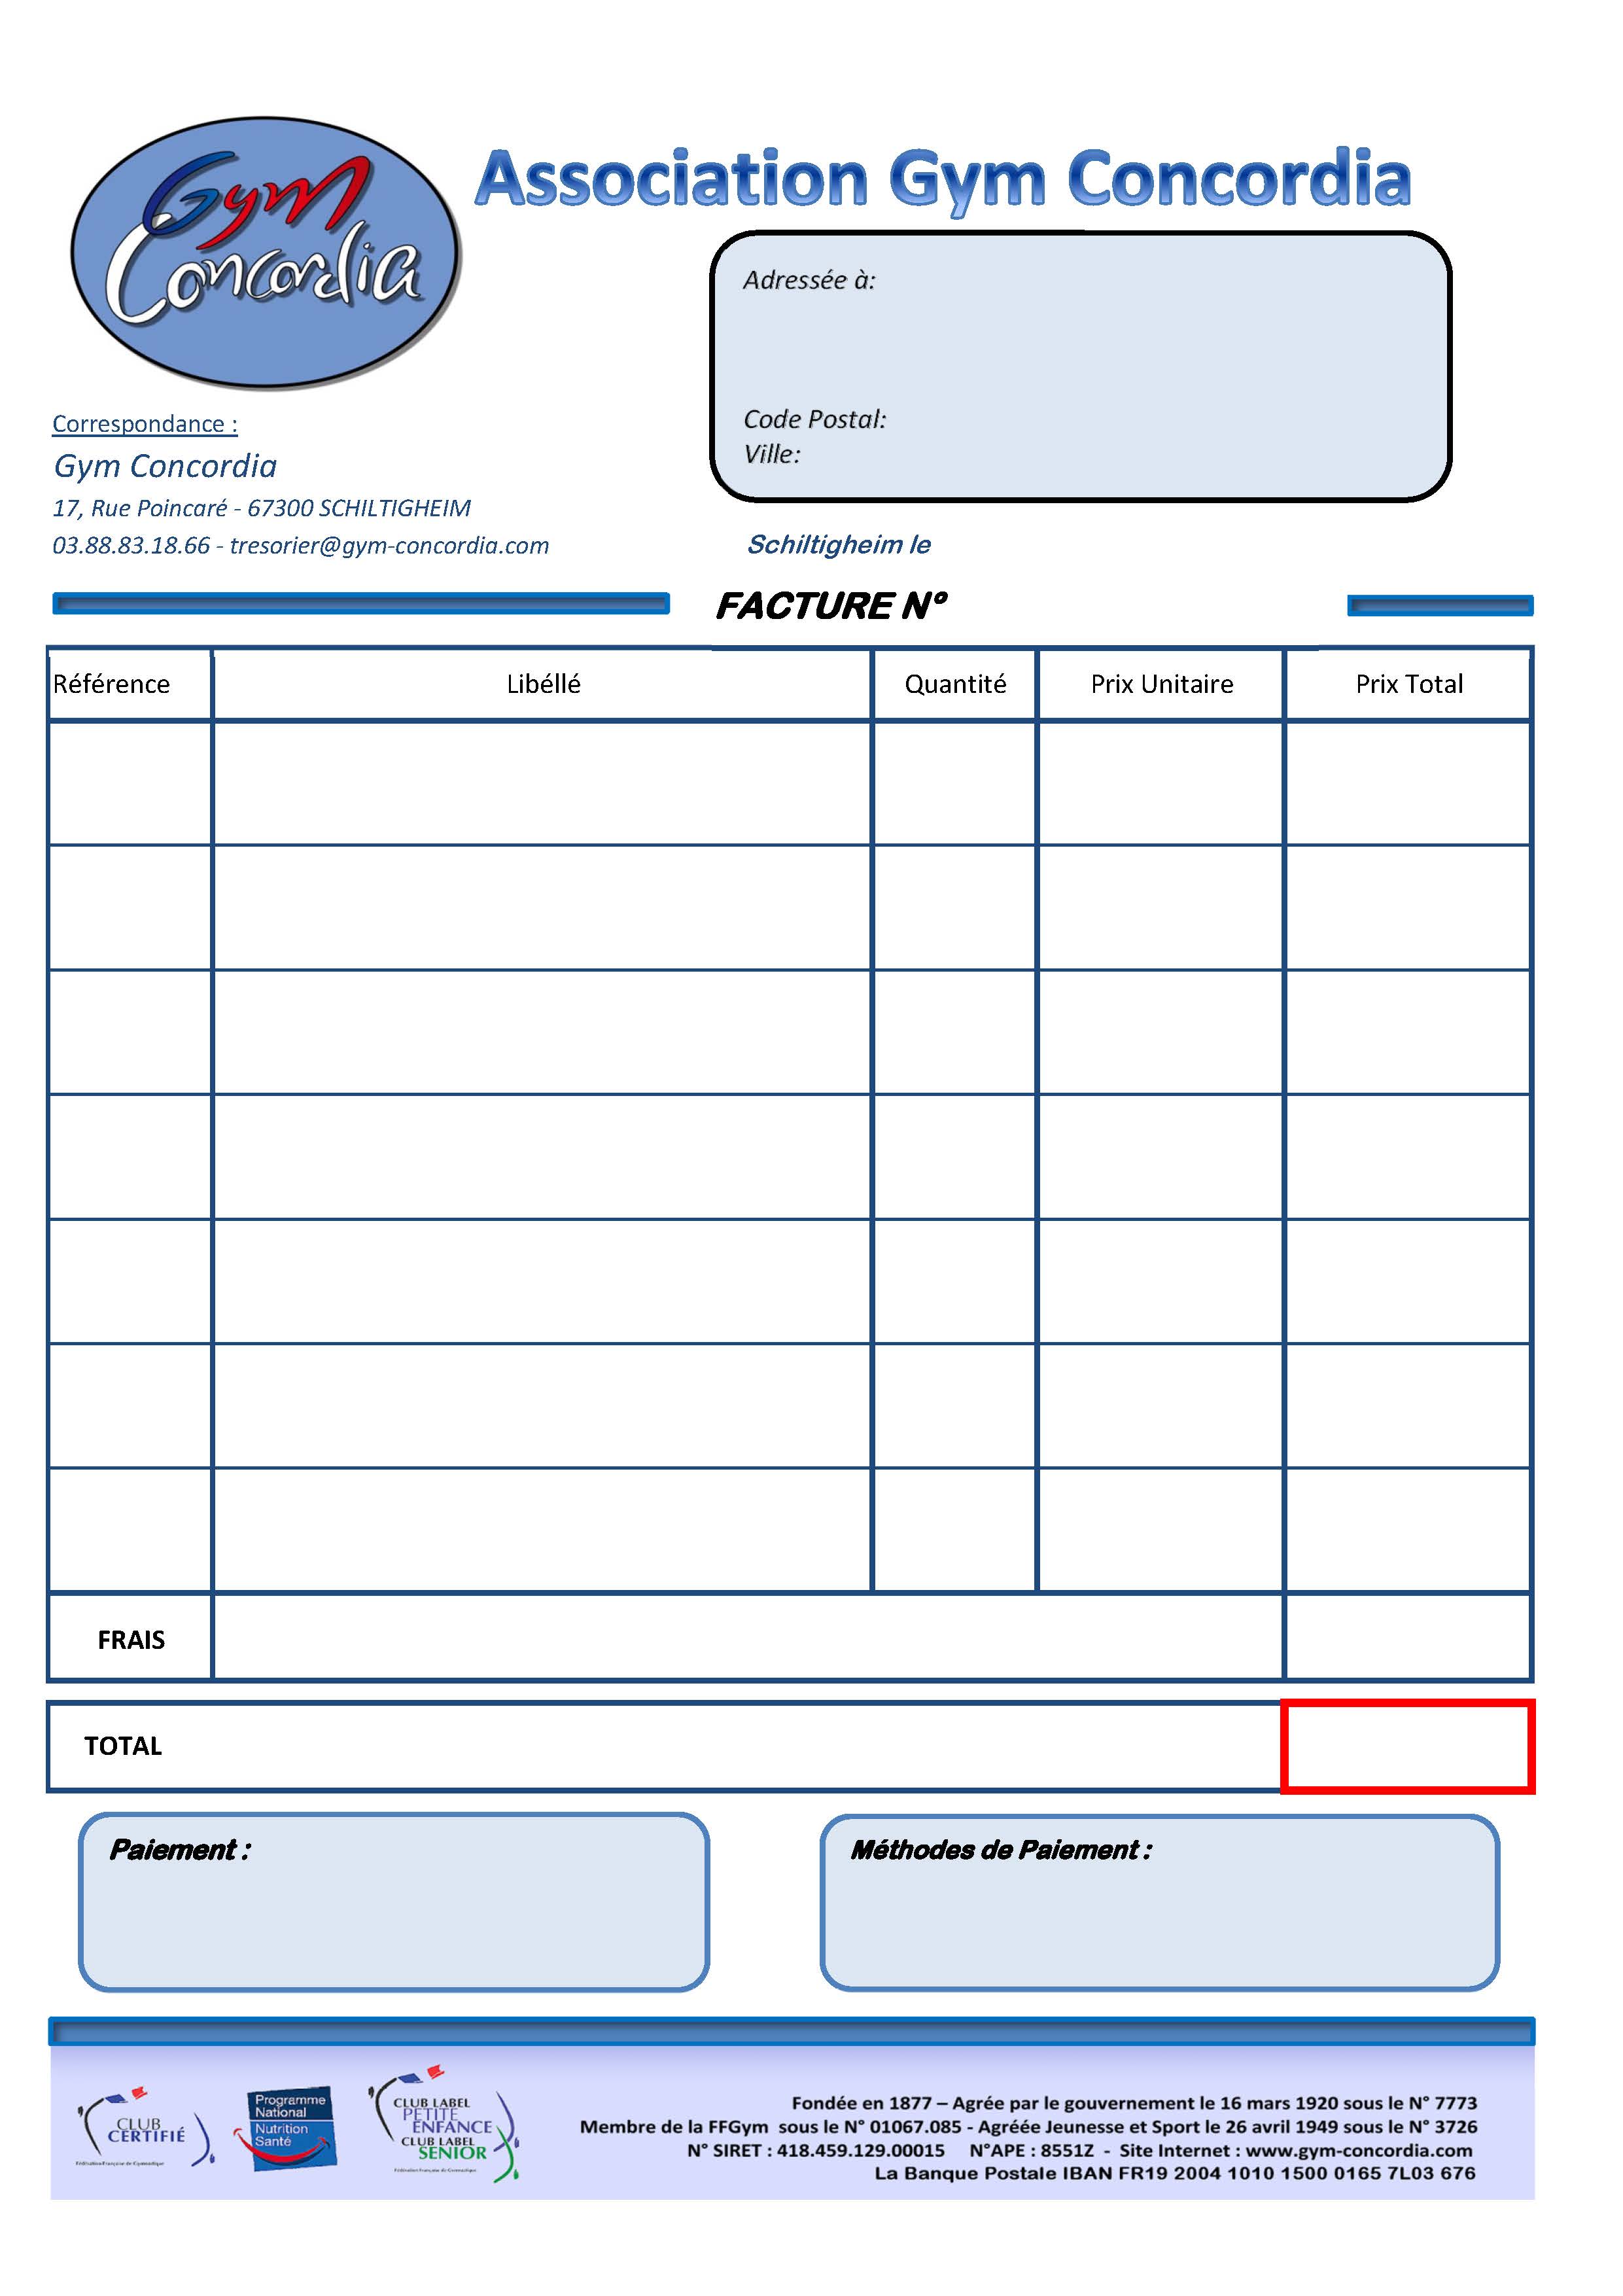 Gym
Concordia
Association Gym Concordia
Adressée à:
Code Postal:
Ville:
Correspondance :
Gym Concordia
17, Rue Poincaré - 67300 SCHILTIGHEIM
03.88.83.18.66 - tresorier@gym-concordia.com
Schiltigheim le
FACTURE N°
Référence Libéllé Quantité Prix Unitaire Prix Total
FRAIS
TOTAL
Paiement :
Méthodes de Paiement :
CLUB
CERTIFIÉ
Fédération Française de Gymnastique
Programme
National
Nutrition
Santé
CLUB LABEL
PETITE
ENFANCE
CLUB LABEL
SENIOR
Fédération Française de Gymnastique
Fondée en 1877 – Agrée par le gouvernement le 16 mars 1920 sous le N° 7773
Membre de la FFGym sous le N° 01067.085 - Agréée Jeunesse et Sport le 26 avril 1949 sous le N° 3726
N° SIRET : 418.459.129.00015 N°APE : 8551Z - Site Internet : www.gym-concordia.com
La Banque Postale IBAN FR19 2004 1010 1500 0165 7L03 676